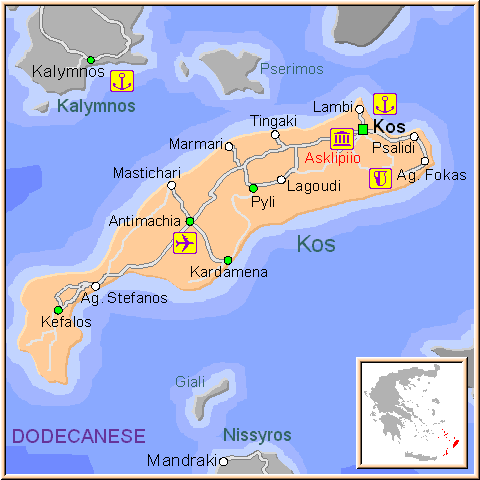 Kalymnos
Kalymnos
Pserimos
Lambi
Kos
Tingaki
Psalidi
Marmari
Asklipiio
Ag. Fokas
Mastichari
Lagoudi
Pyli
Antimachia
Kos
Kardamena
Ag. Stefanos
Kefalos
Giali
DODECANESE
Nissyros
Mandraki